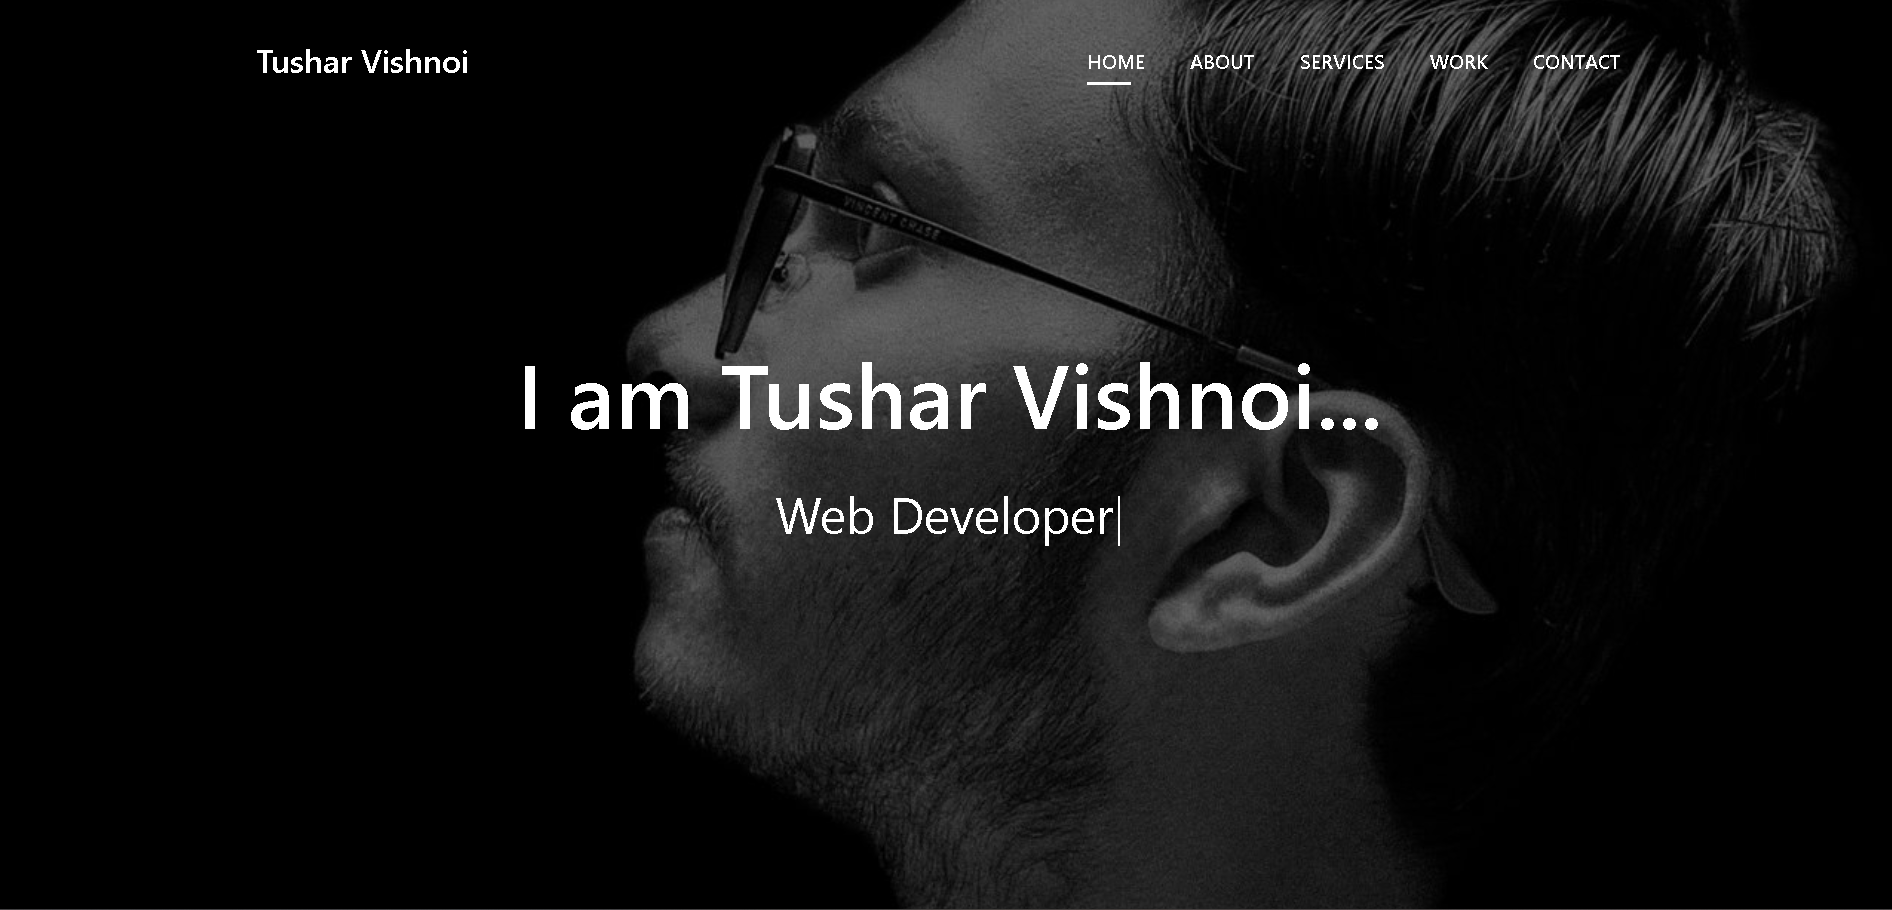 Tushar Vishnoi
HOME ABOUT SERVICES WORK CONTACT
VINCENT CHASE
I am Tushar Vishnoi...
Web Developer